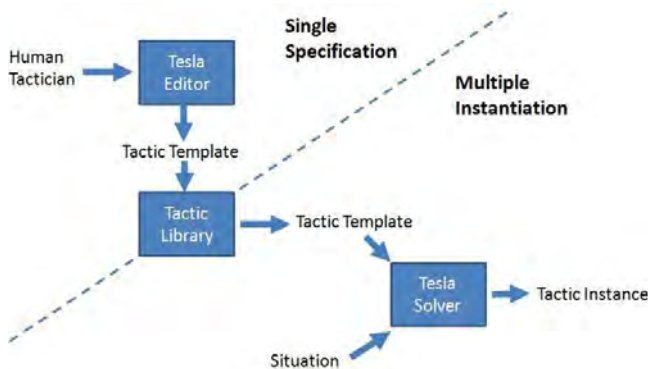 Single
Specification
Human
Tactician
Tesla
Editor
Multiple
Instantiation
Tactic Template
Tactic
Library
Tactic Template
Tesla
Solver
Tactic Instance
Situation